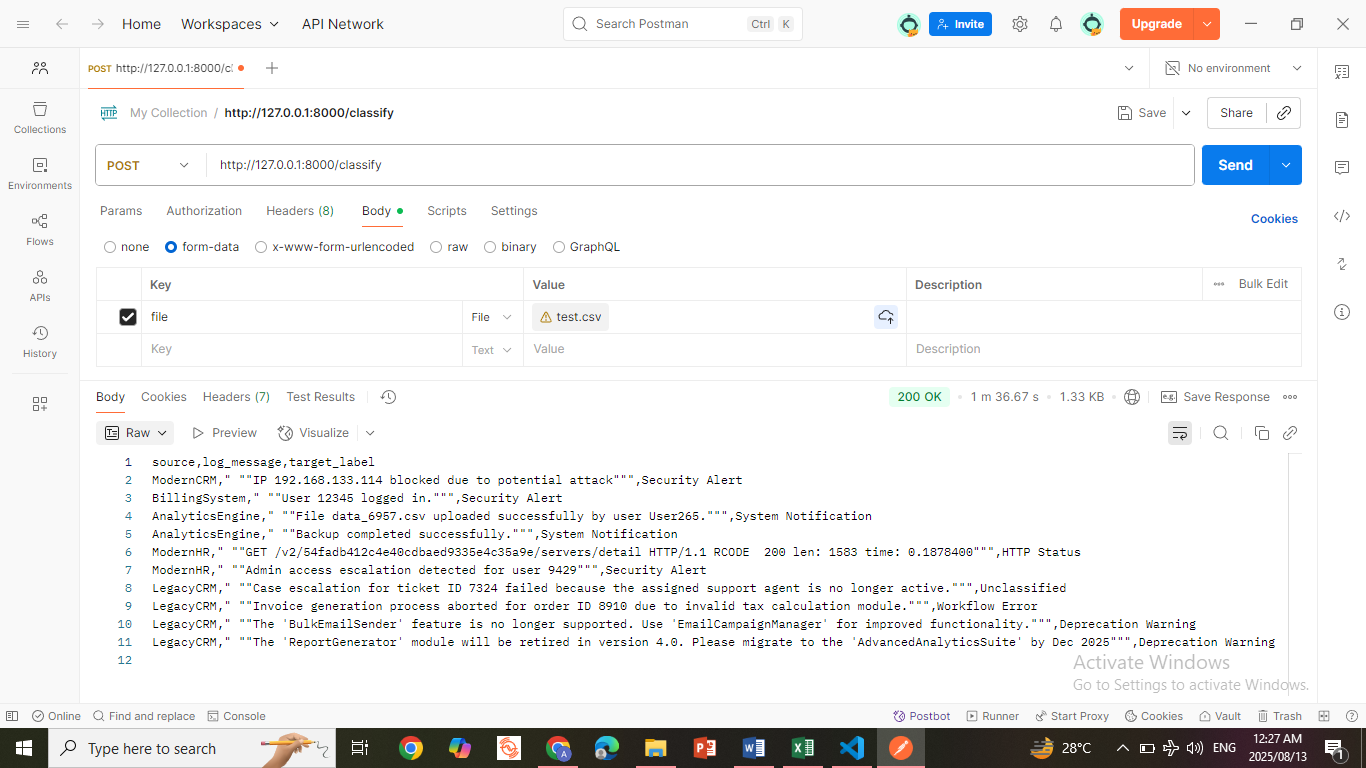 Home Workspaces API Network Search Postman Ctrl K Invite Upgrade
POST http://127.0.0.1:8000/cl No environment
HTTP My Collection / http://127.0.0.1:8000/classify Save Share
Collections
Environments
Flows
APIs
History
POST http://127.0.0.1:8000/classify Send
Params Authorization Headers (8) Body Scripts Settings Cookies
none form-data x-www-form-urlencoded raw binary GraphQL
Key Value Description Bulk Edit
file File test.csv
Key Text Value Description
Body Cookies Headers (7) Test Results 200 OK 1 m 36.67 s 1.33 KB e.g. Save Response
Raw Preview Visualize
1 source,log_message,target_label
2 ModernCRM," ""IP 192.168.133.114 blocked due to potential attack""",Security Alert
3 BillingSystem," ""User 12345 logged in.""",Security Alert
4 AnalyticsEngine," ""File data_6957.csv uploaded successfully by user User265.""",System Notification
5 AnalyticsEngine," ""Backup completed successfully.""",System Notification
6 ModernHR," ""GET /v2/54fadb412c4e40cdbaed9335e4c35a9e/servers/detail HTTP/1.1 RCODE  200 len: 1583 time: 0.1878400""",HTTP Status
7 ModernHR," ""Admin access escalation detected for user 9429""",Security Alert
8 LegacyCRM," ""Case escalation for ticket ID 7324 failed because the assigned support agent is no longer active.""",Unclassified
9 LegacyCRM," ""Invoice generation process aborted for order ID 8910 due to invalid tax calculation module.""",Workflow Error
10 LegacyCRM," ""The 'BulkEmailSender' feature is no longer supported. Use 'EmailCampaignManager' for improved functionality.""",Deprecation Warning
11 LegacyCRM," ""The 'ReportGenerator' module will be retired in version 4.0. Please migrate to the 'AdvancedAnalyticsSuite' by Dec 2025""",Deprecation Warning
12
Activate Windows
Go to Settings to activate Windows.
Online Find and replace Console Postbot Runner Start Proxy Cookies Vault Trash
Type here to search 28°C ENG 12:27 AM
2025/08/13 1